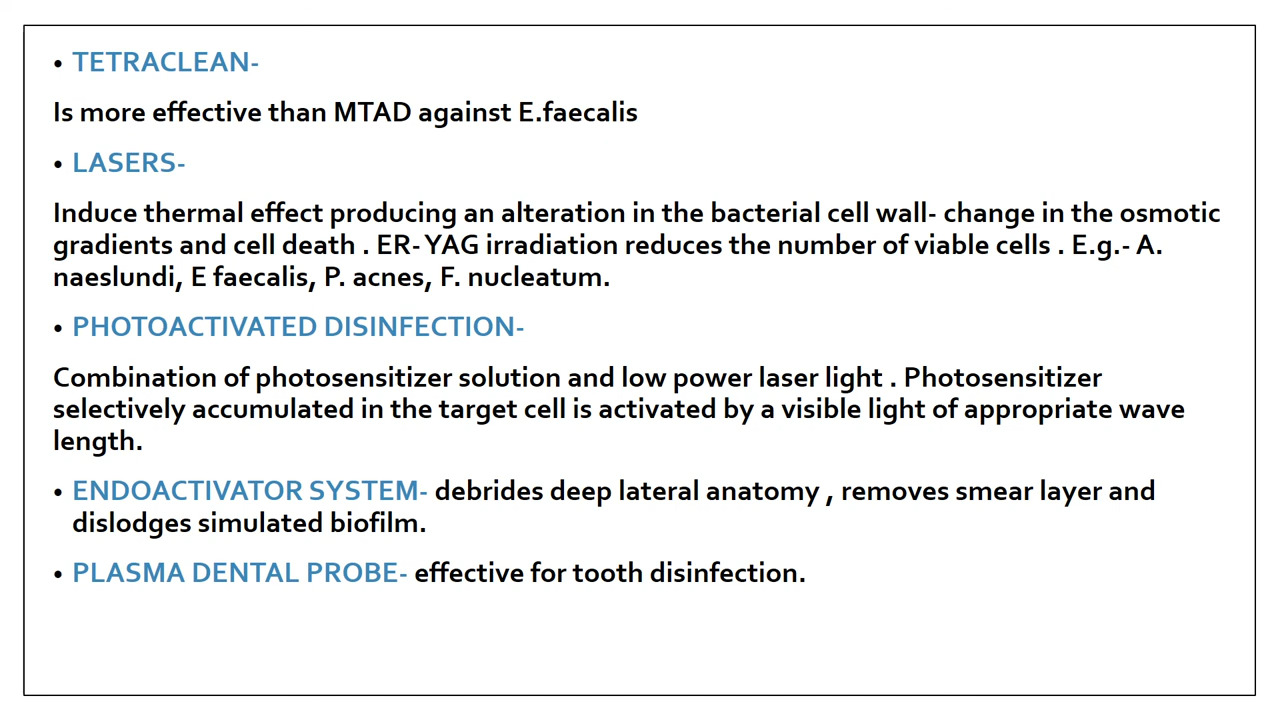 • TETRACLEAN-
Is more effective than MTAD against E.faecalis
• LASERS-
Induce thermal effect producing an alteration in the bacterial cell wall- change in the osmotic
gradients and cell death . ER- YAG irradiation reduces the number of viable cells . E.g.- A.
naeslundi, E faecalis, P. acnes, F. nucleatum.
• PHOTOACTIVATED DISINFECTION-
Combination of photosensitizer solution and low power laser light . Photosensitizer
selectively accumulated in the target cell is activated by a visible light of appropriate wave
length.
• ENDOACTIVATOR SYSTEM- debrides deep lateral anatomy , removes smear layer and
dislodges simulated biofilm.
• PLASMA DENTAL PROBE- effective for tooth disinfection.